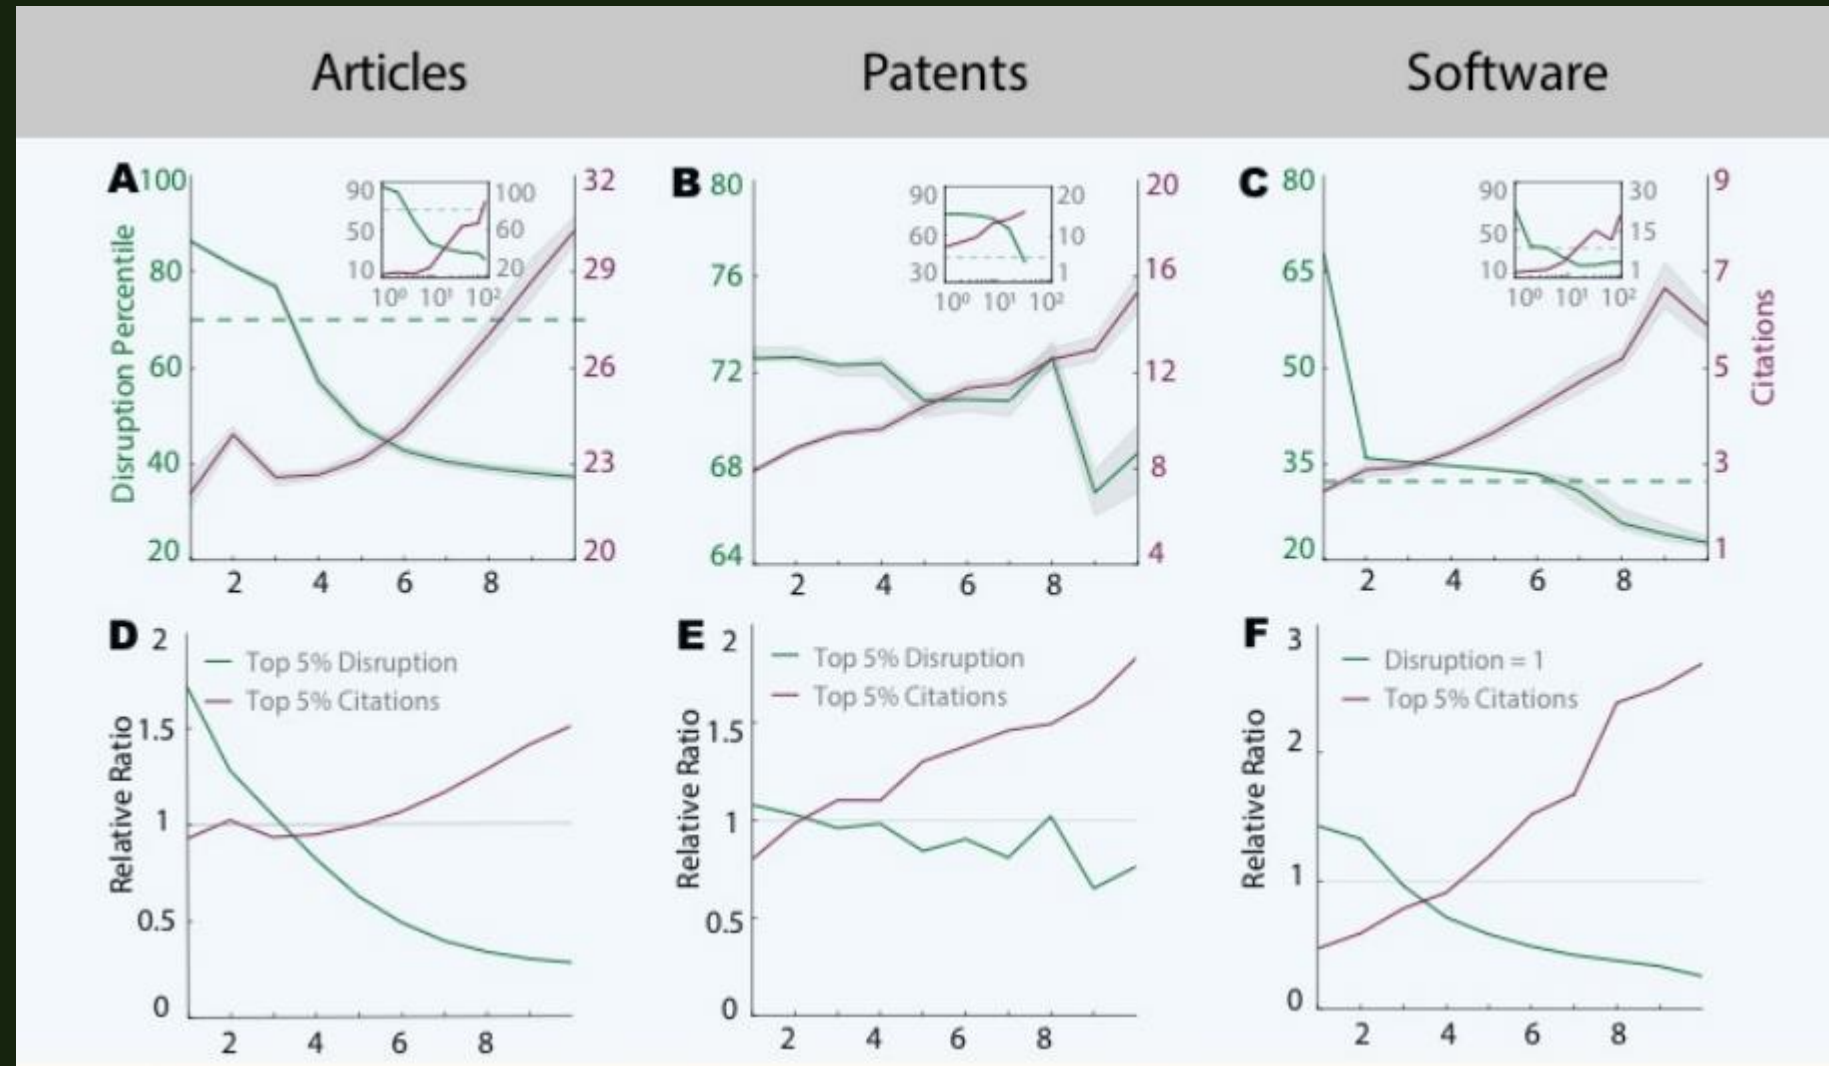 Articles
Patents
Software
A
Disruption Percentile
100
80
60
40
20
32
29
26
23
20
2 4 6 8
90
50
10
100
60
20
10⁰ 10¹ 10²
B
80
76
72
68
64
20
16
12
8
4
2 4 6 8
90
60
30
20
10
1
10⁰ 10¹ 10²
C
80
65
50
35
20
9
7
5
3
1
Citations
2 4 6 8
90
50
10
30
15
1
10⁰ 10¹ 10²
D
Relative Ratio
2
1.5
1
0.5
0
Top 5% Disruption
Top 5% Citations
2 4 6 8
E
Relative Ratio
2
1.5
1
0.5
0
Top 5% Disruption
Top 5% Citations
2 4 6 8
F
Relative Ratio
3
2
1
0
Disruption = 1
Top 5% Citations
2 4 6 8